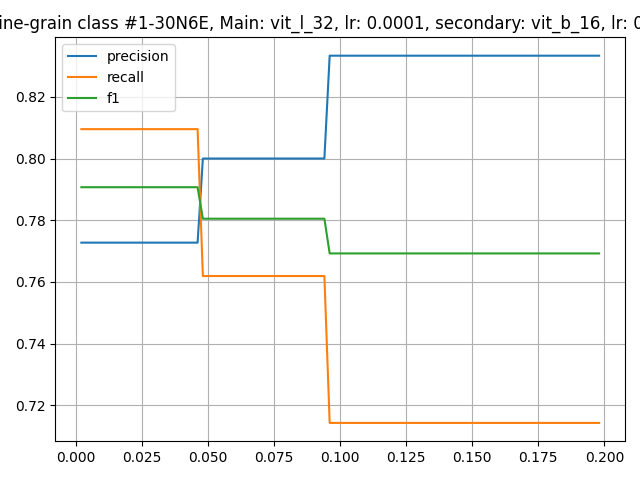 ine-grain class #1-30N6E, Main: vit_l_32, lr: 0.0001, secondary: vit_b_16, lr: 0
precision
recall
f1
0.82
0.80
0.78
0.76
0.74
0.72
0.000 0.025 0.050 0.075 0.100 0.125 0.150 0.175 0.200